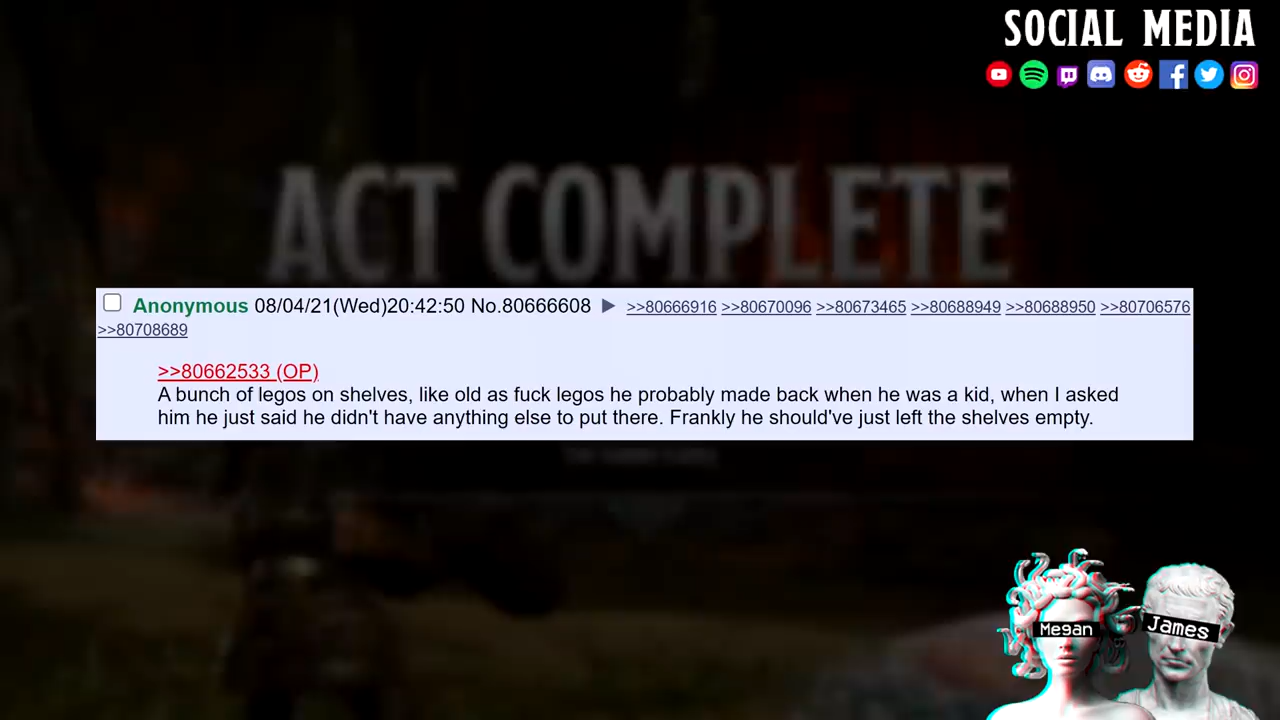 SOCIAL MEDIA
ACT COMPLETE
Anonymous 08/04/21(Wed)20:42:50 No.80666608 ▶ >>80666916 >>80670096 >>80673465 >>80688949 >>80688950 >>80706576
>>80708689
>>80662533 (OP)
A bunch of legos on shelves, like old as fuck legos he probably made back when he was a kid, when I asked
him he just said he didn't have anything else to put there. Frankly he should've just left the shelves empty.
Megan
James